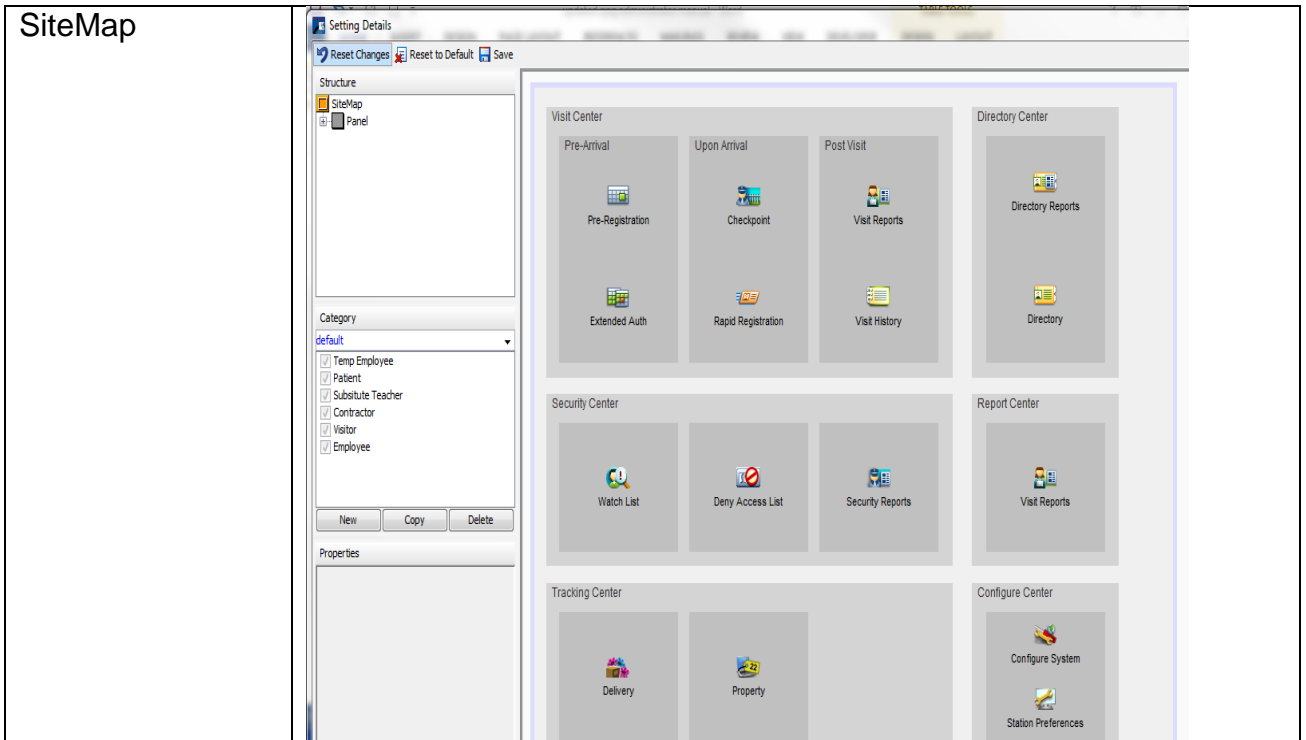 SiteMap
Setting Details
Reset Changes Reset to Default Save
Structure
SiteMap
Panel
Category
default
Temp Employee
Patient
Subsitute Teacher
Contractor
Visitor
Employee
New Copy Delete
Properties
Visit Center
Pre-Arrival Upon Arrival Post Visit
Pre-Registration Checkpoint Visit Reports
Extended Auth Rapid Registration Visit History
Directory Center
Directory Reports
Directory
Security Center
Watch List Deny Access List Security Reports
Report Center
Visit Reports
Tracking Center
Delivery Property
Configure Center
Configure System
Station Preferences